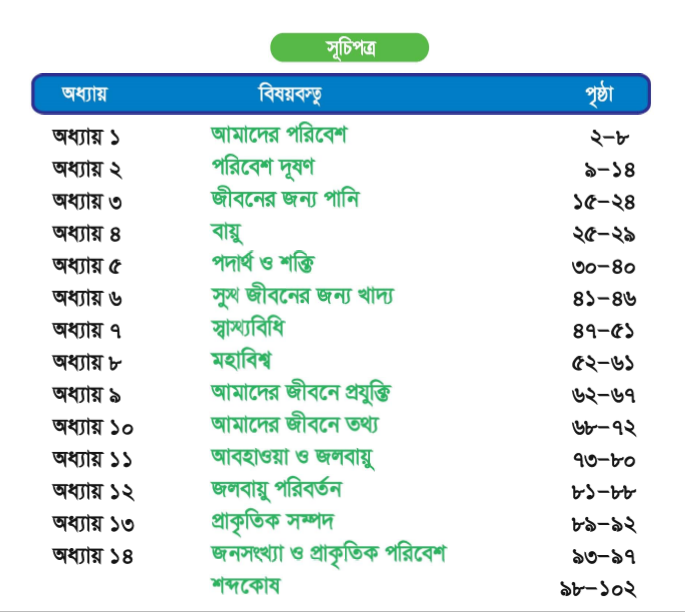 সূচিপত্র
অধ্যায় বিষয়বস্তু পৃষ্ঠা
অধ্যায় ১ আমাদের পরিবেশ ২–৮
অধ্যায় ২ পরিবেশ দূষণ ৯–১৪
অধ্যায় ৩ জীবনের জন্য পানি ১৫–২৪
অধ্যায় ৪ বায়ু ২৫–২৯
অধ্যায় ৫ পদার্থ ও শক্তি ৩০–৪০
অধ্যায় ৬ সুস্থ জীবনের জন্য খাদ্য ৪১–৪৬
অধ্যায় ৭ স্বাস্থ্যবিধি ৪৭–৫১
অধ্যায় ৮ মহাবিশ্ব ৫২–৬১
অধ্যায় ৯ আমাদের জীবনে প্রযুক্তি ৬২–৬৭
অধ্যায় ১০ আমাদের জীবনে তথ্য ৬৮–৭২
অধ্যায় ১১ আবহাওয়া ও জলবায়ু ৭৩–৮০
অধ্যায় ১২ জলবায়ু পরিবর্তন ৮১–৮৮
অধ্যায় ১৩ প্রাকৃতিক সম্পদ ৮৯–৯২
অধ্যায় ১৪ জনসংখ্যা ও প্রাকৃতিক পরিবেশ ৯৩–৯৭
শব্দকোষ ৯৮–১০২